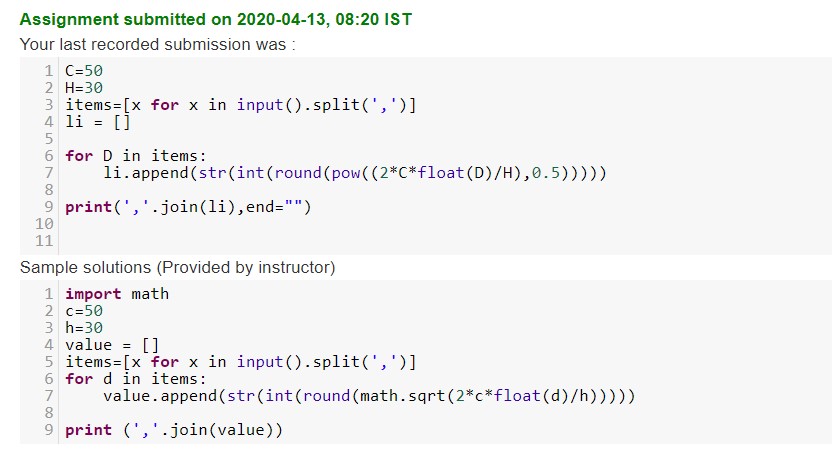 Assignment submitted on 2020-04-13, 08:20 IST
Your last recorded submission was :
1 C=50
2 H=30
3 items=[x for x in input().split(',')]
4 li = []
5
6 for D in items:
7     li.append(str(int(round(pow((2*C*float(D)/H),0.5)))))
8
9 print(','.join(li),end="")
10
11
Sample solutions (Provided by instructor)
1 import math
2 c=50
3 h=30
4 value = []
5 items=[x for x in input().split(',')]
6 for d in items:
7     value.append(str(int(round(math.sqrt(2*c*float(d)/h)))))
8
9 print (','.join(value))